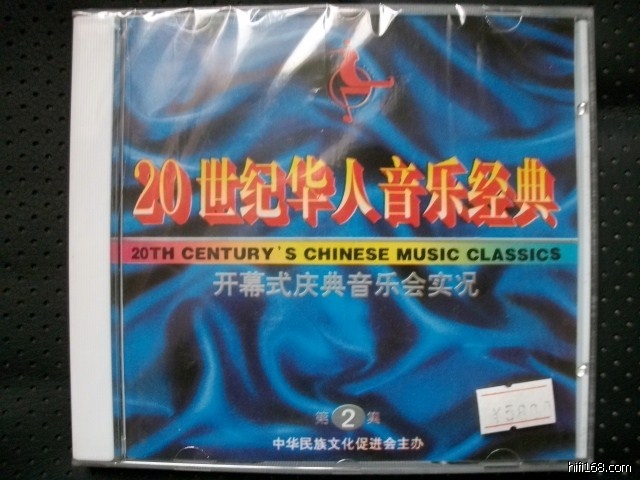 20世纪华人音乐经典
20TH CENTURY'S CHINESE MUSIC CLASSICS
开幕式庆典音乐会实况
第2集
中华民族文化促进会主办
hifi168.com